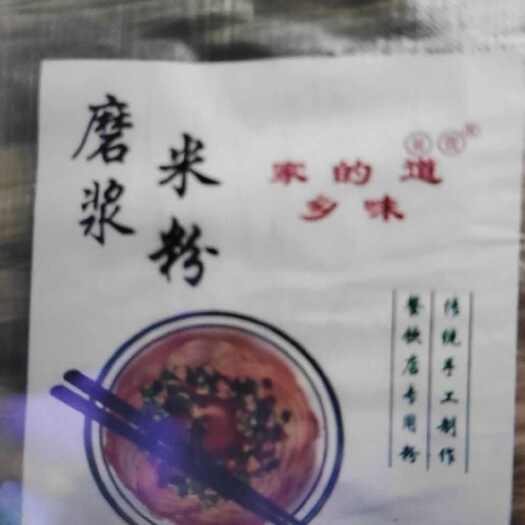 磨浆
米粉
家的道
乡味
传统手工制作
餐饮店专用粉